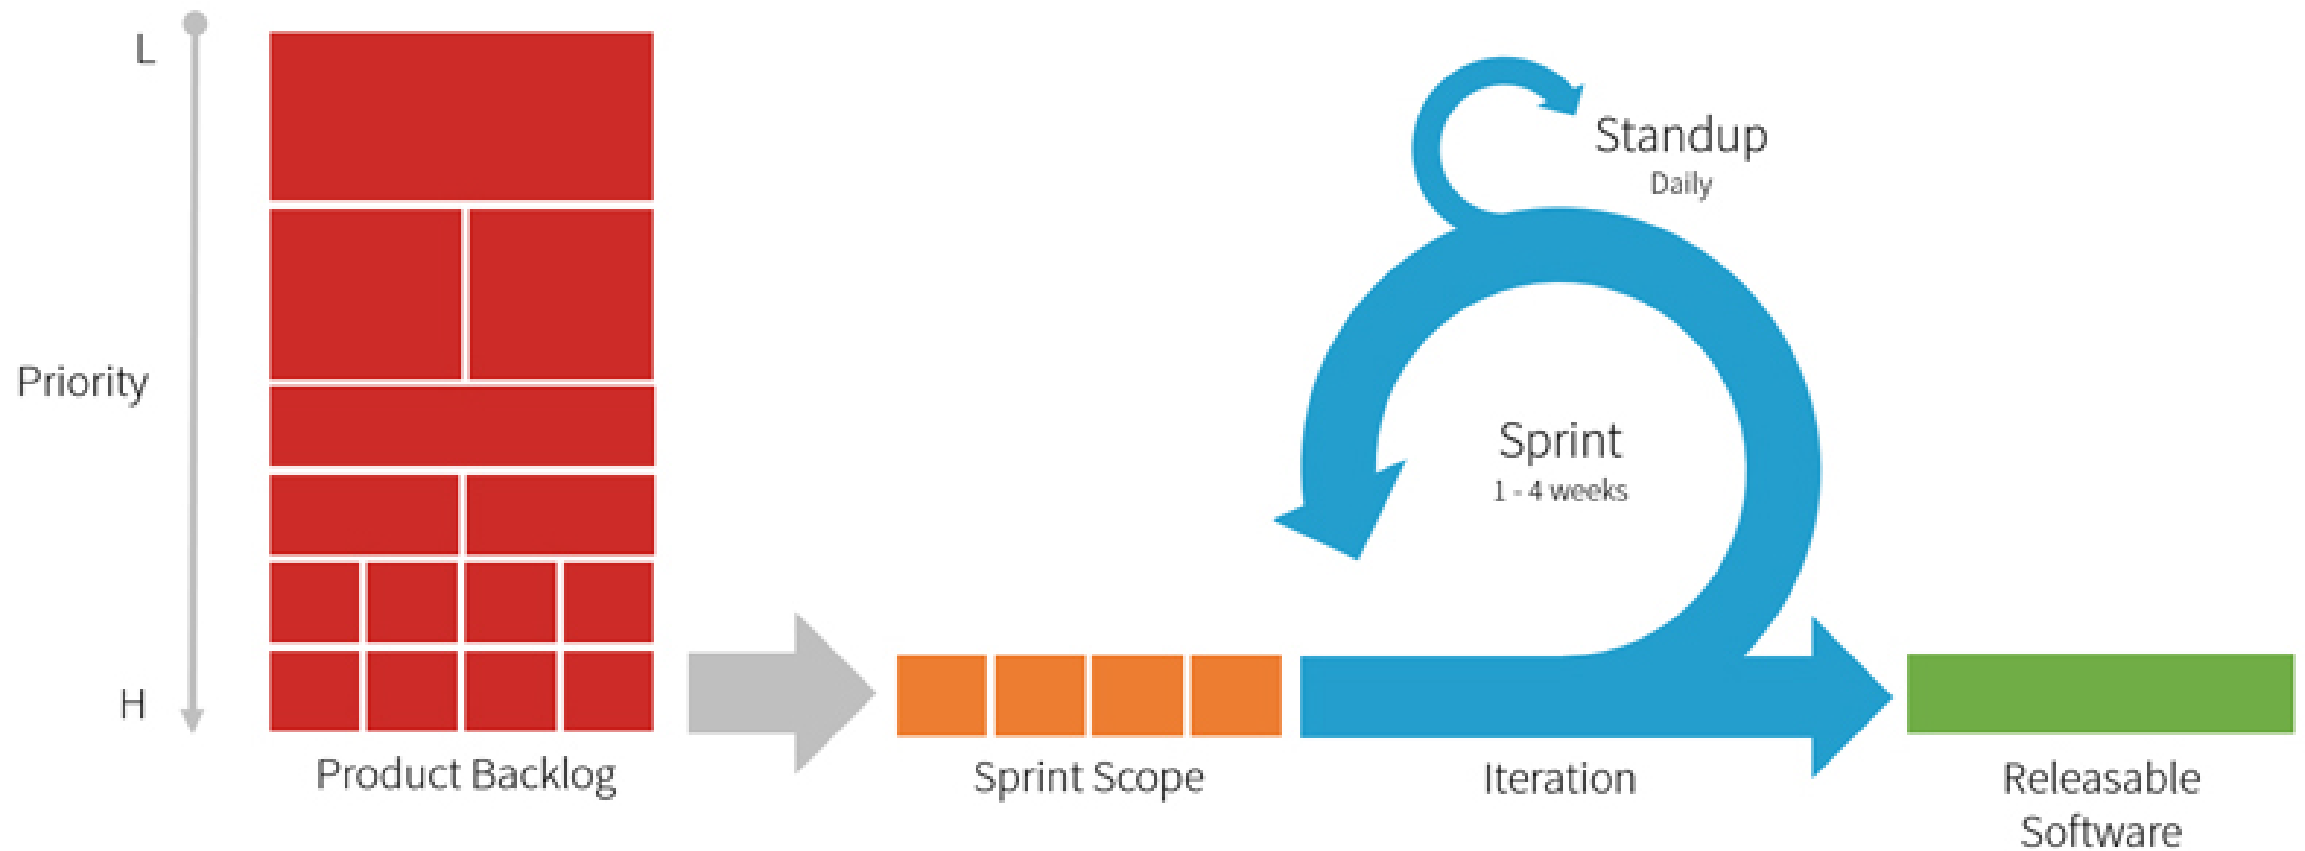 L
Priority
H
Product Backlog
Sprint Scope
Standup
Daily
Sprint
1 - 4 weeks
Iteration
Releasable
Software